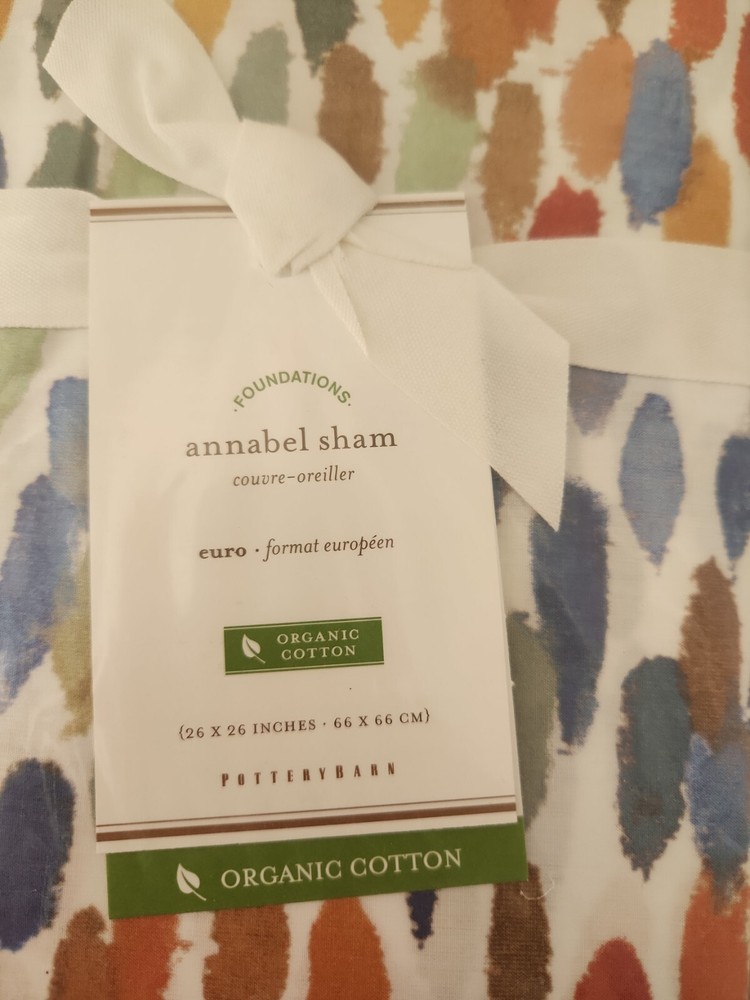 ·FOUNDATIONS·
annabel sham
couvre-oreiller
euro · format européen
ORGANIC
COTTON
{26 X 26 INCHES · 66 X 66 CM}
POTTERYBARN
ORGANIC COTTON